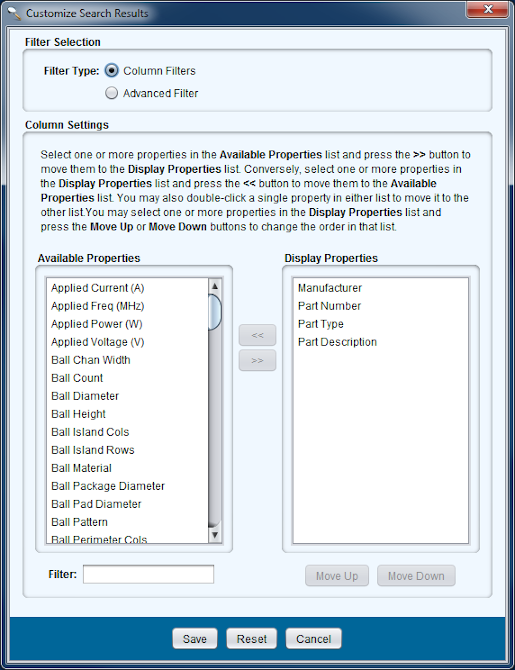 Customize Search Results
Filter Selection
Filter Type:
Column Filters
Advanced Filter
Column Settings
Select one or more properties in the Available Properties list and press the >> button to
move them to the Display Properties list. Conversely, select one or more properties in
the Display Properties list and press the << button to move them to the Available
Properties list. You may also double-click a single property in either list to move it to the
other list.You may select one or more properties in the Display Properties list and
press the Move Up or Move Down buttons to change the order in that list.
Available Properties
Applied Current (A)
Applied Freq (MHz)
Applied Power (W)
Applied Voltage (V)
Ball Chan Width
Ball Count
Ball Diameter
Ball Height
Ball Island Cols
Ball Island Rows
Ball Material
Ball Package Diameter
Ball Pad Diameter
Ball Pattern
Ball Perimeter Cols
<<
>>
Display Properties
Manufacturer
Part Number
Part Type
Part Description
Filter:
Move Up
Move Down
Save
Reset
Cancel